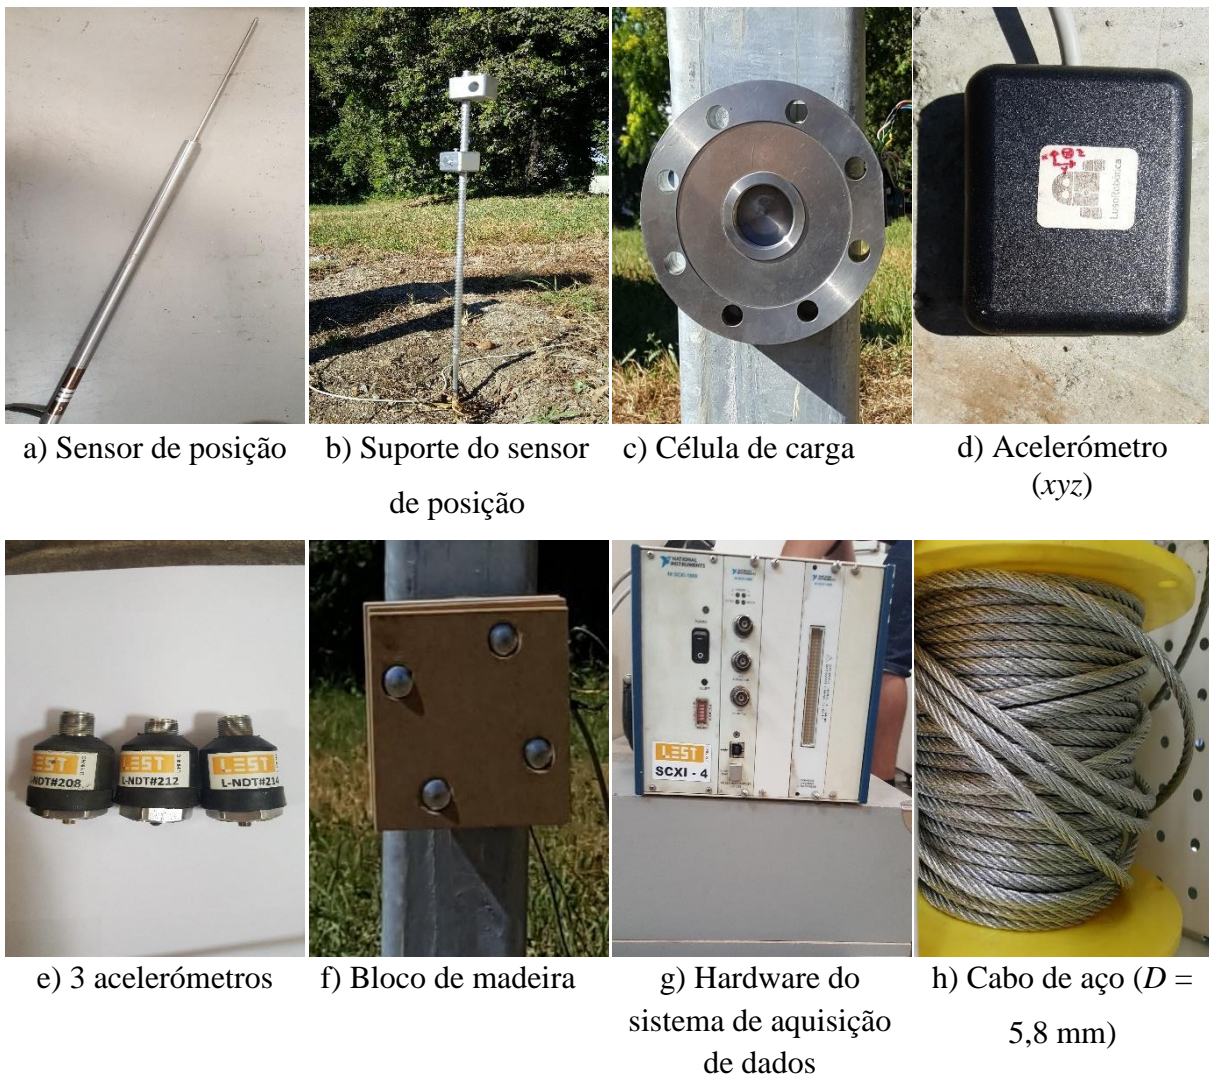 a) Sensor de posição
b) Suporte do sensor
de posição
c) Célula de carga
Lusorobótica
d) Acelerómetro
(xyz)
LEST
L-NDT#208
LEST
L-NDT#212
LEST
L-NDT#214
e) 3 acelerómetros
f) Bloco de madeira
NATIONAL
INSTRUMENTS
LEST
SCXI - 4
g) Hardware do
sistema de aquisição
de dados
h) Cabo de aço (D =
5,8 mm)